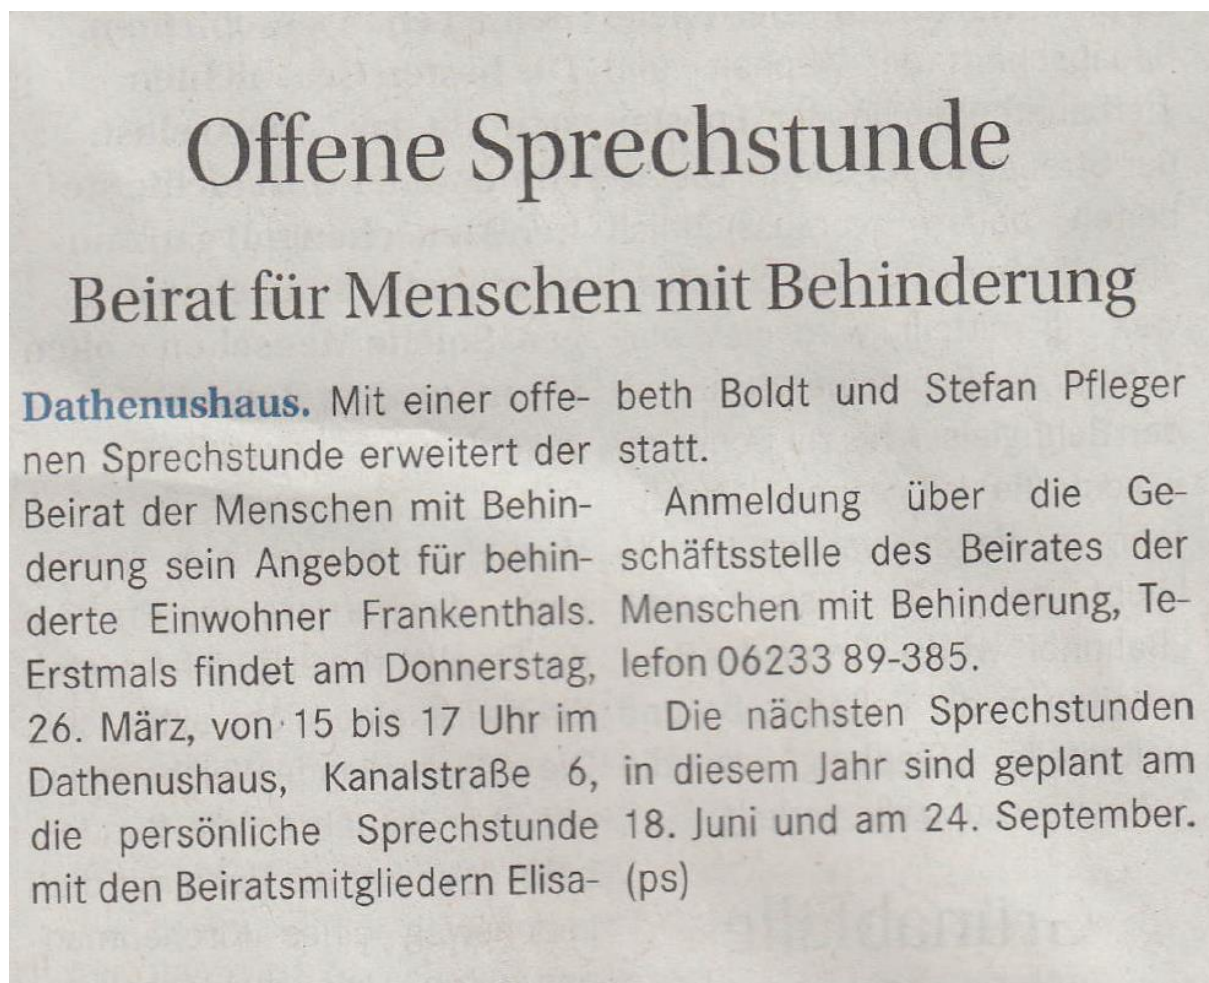 Offene Sprechstunde
Beirat für Menschen mit Behinderung
Dathenushaus. Mit einer offe-
nen Sprechstunde erweitert der
Beirat der Menschen mit Behin-
derung sein Angebot für behin-
derte Einwohner Frankenthals.
Erstmals findet am Donnerstag,
26. März, von 15 bis 17 Uhr im
Dathenushaus, Kanalstraße 6,
die persönliche Sprechstunde
mit den Beiratsmitgliedern Elisa-
beth Boldt und Stefan Pfleger
statt.
Anmeldung über die Ge-
schäftsstelle des Beirates der
Menschen mit Behinderung, Te-
lefon 06233 89-385.
Die nächsten Sprechstunden
in diesem Jahr sind geplant am
18. Juni und am 24. September.
(ps)